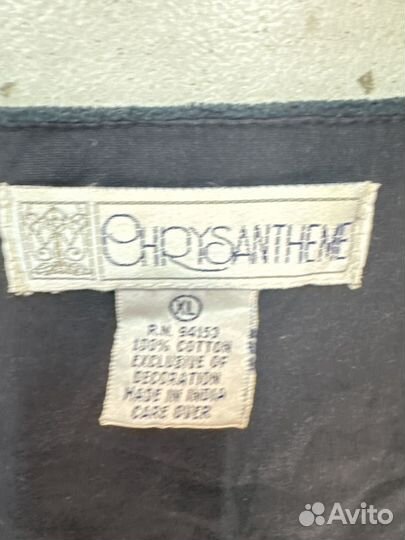 CHRYSANTHEME
XL
R.N. 94153
100% COTTON
EXCLUSIVE OF
DECORATION
MADE IN INDIA
CARE OVER
Avito